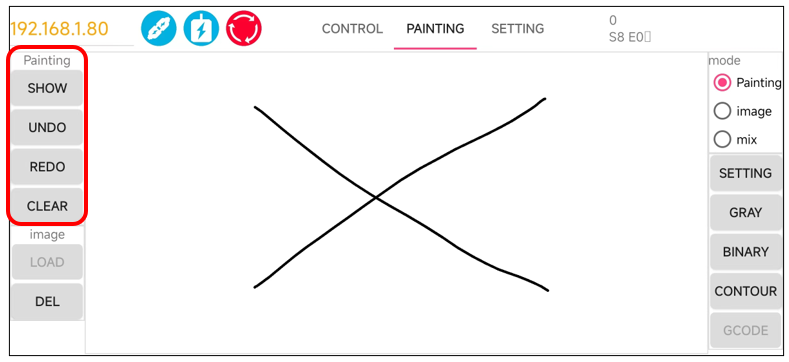 192.168.1.80
CONTROL PAINTING SETTING
0
S8 E0
Painting
SHOW
UNDO
REDO
CLEAR
image
LOAD
DEL
mode
Painting
image
mix
SETTING
GRAY
BINARY
CONTOUR
GCODE